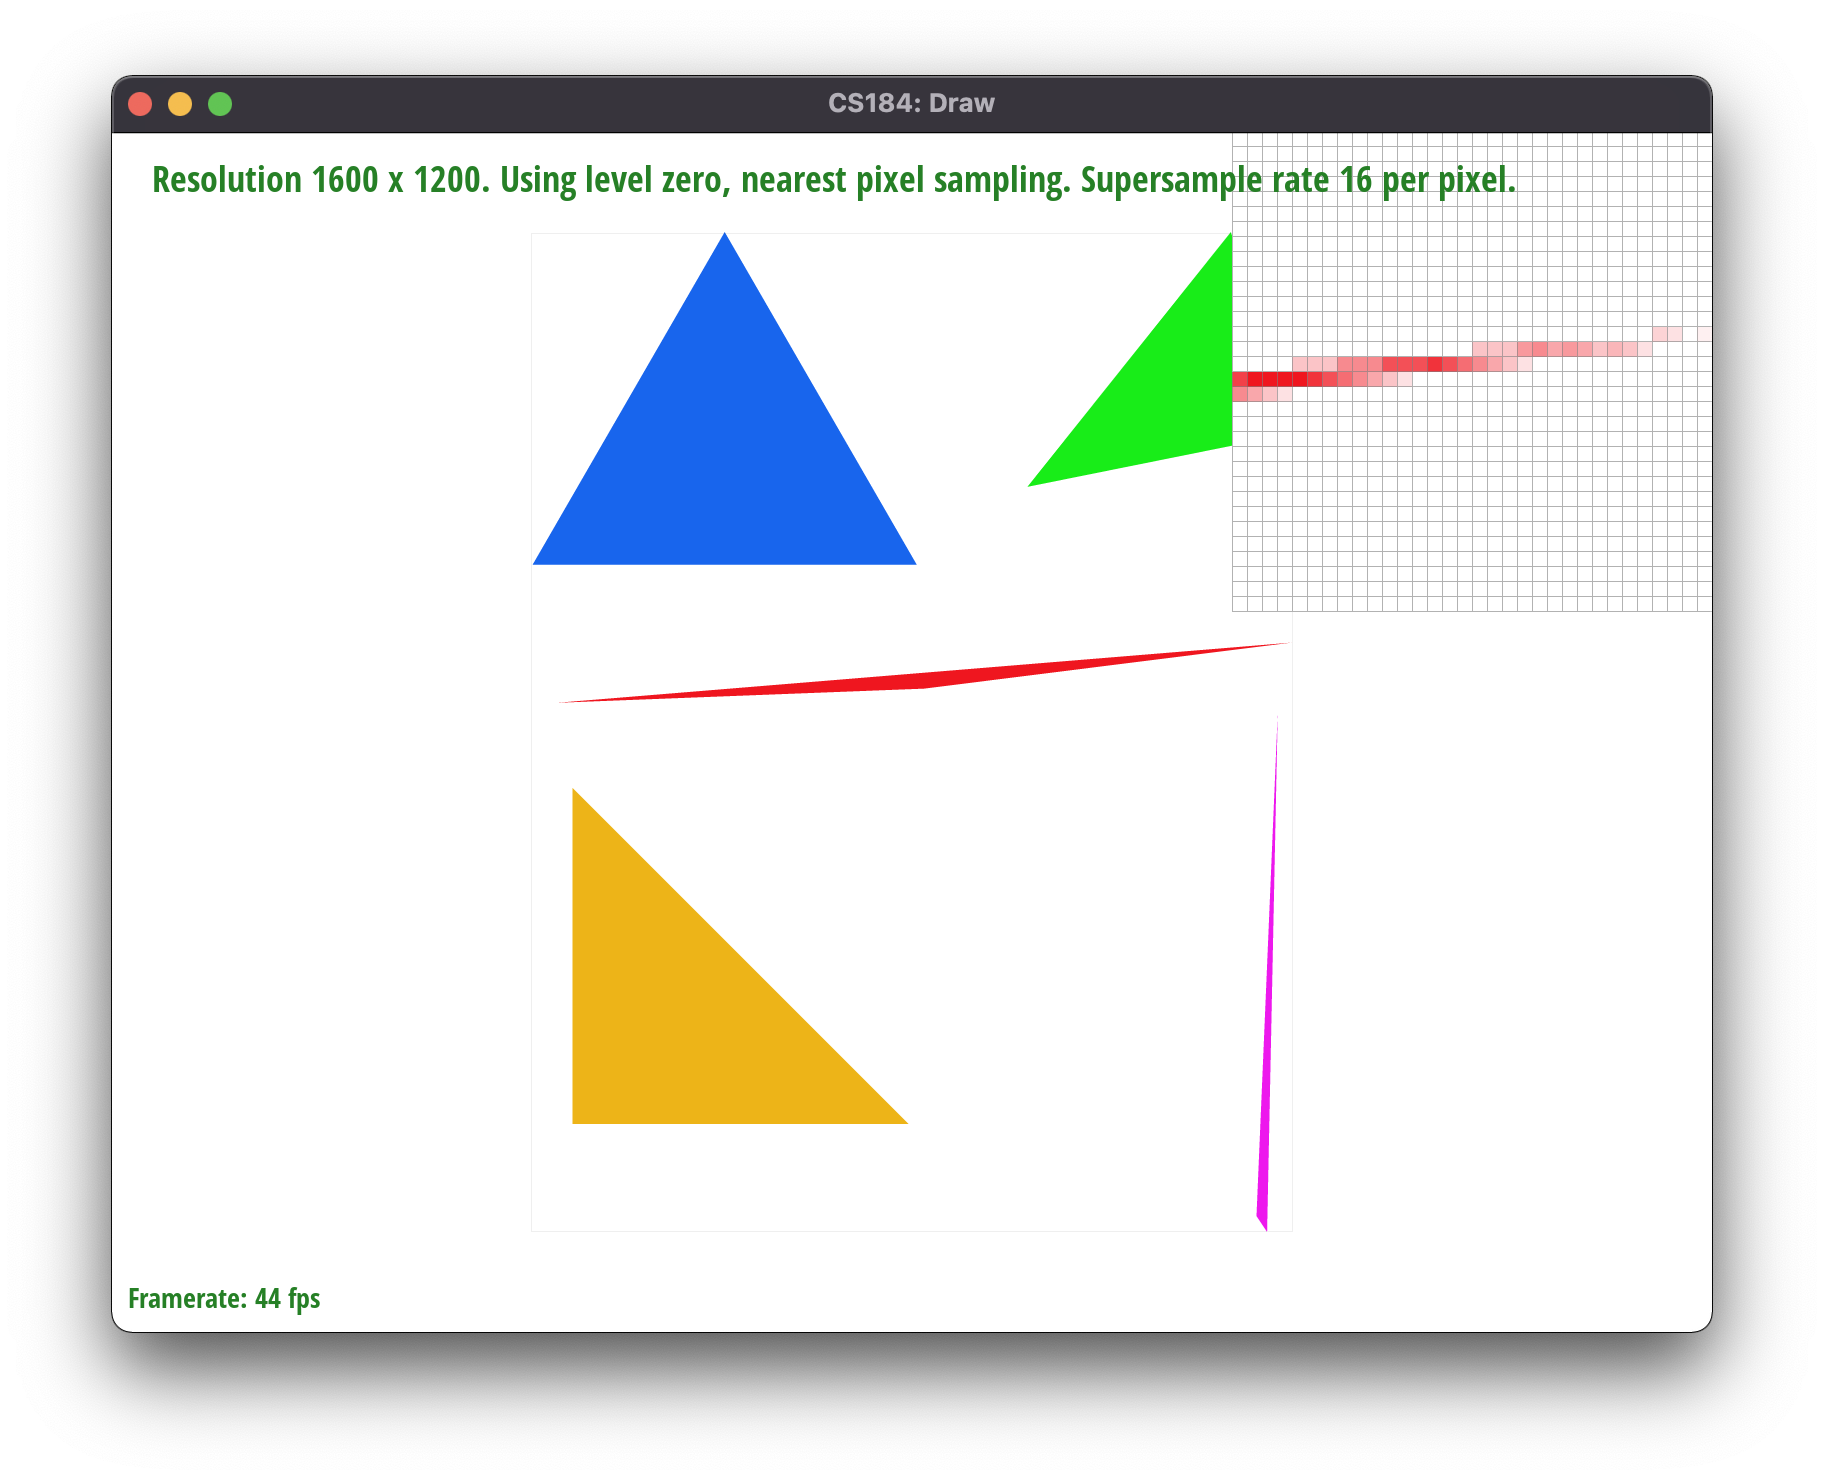 CS184: Draw
Resolution 1600 x 1200. Using level zero, nearest pixel sampling. Supersample rate 16 per pixel.
Framerate: 44 fps